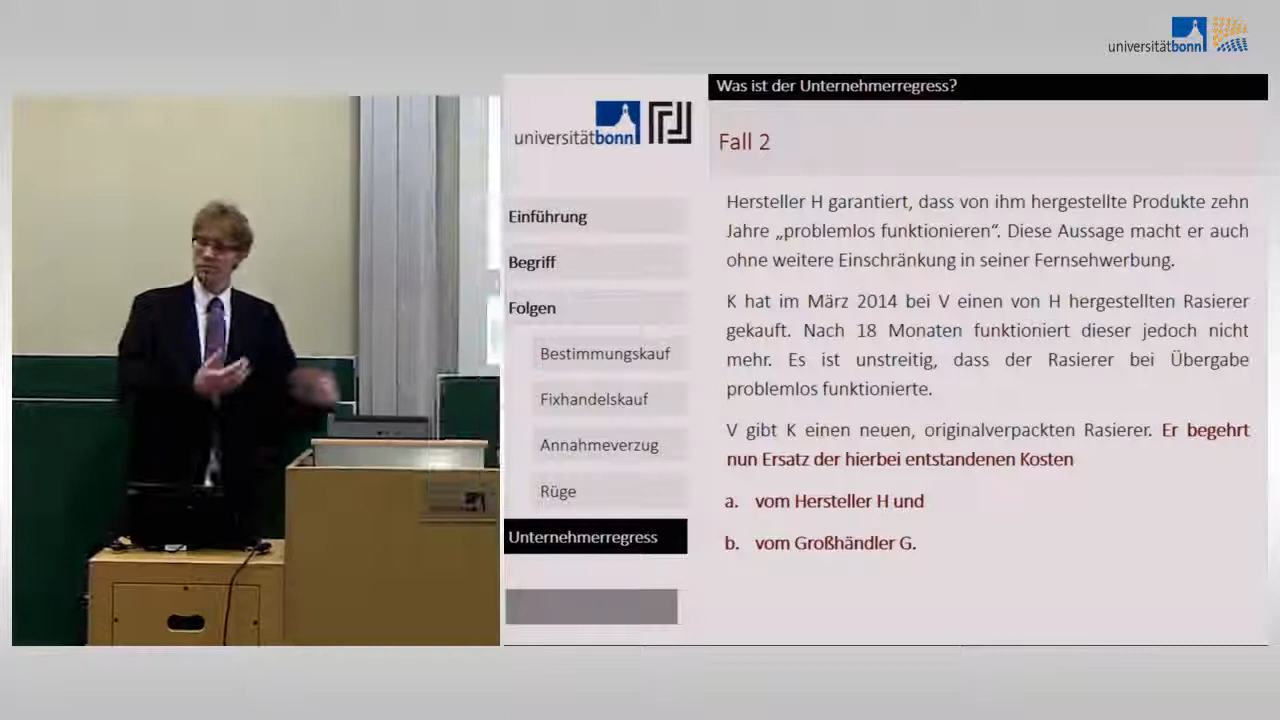 universitätbonn
Was ist der Unternehmerregress?
universitätbonn
Fall 2
Einführung
Begriff
Folgen
Bestimmungskauf
Fixhandelskauf
Annahmeverzug
Rüge
Unternehmerregress
Hersteller H garantiert, dass von ihm hergestellte Produkte zehn
Jahre „problemlos funktionieren“. Diese Aussage macht er auch
ohne weitere Einschränkung in seiner Fernsehwerbung.
K hat im März 2014 bei V einen von H hergestellten Rasierer
gekauft. Nach 18 Monaten funktioniert dieser jedoch nicht
mehr. Es ist unstreitig, dass der Rasierer bei Übergabe
problemlos funktionierte.
V gibt K einen neuen, originalverpackten Rasierer. Er begehrt
nun Ersatz der hierbei entstandenen Kosten
a. vom Hersteller H und
b. vom Großhändler G.